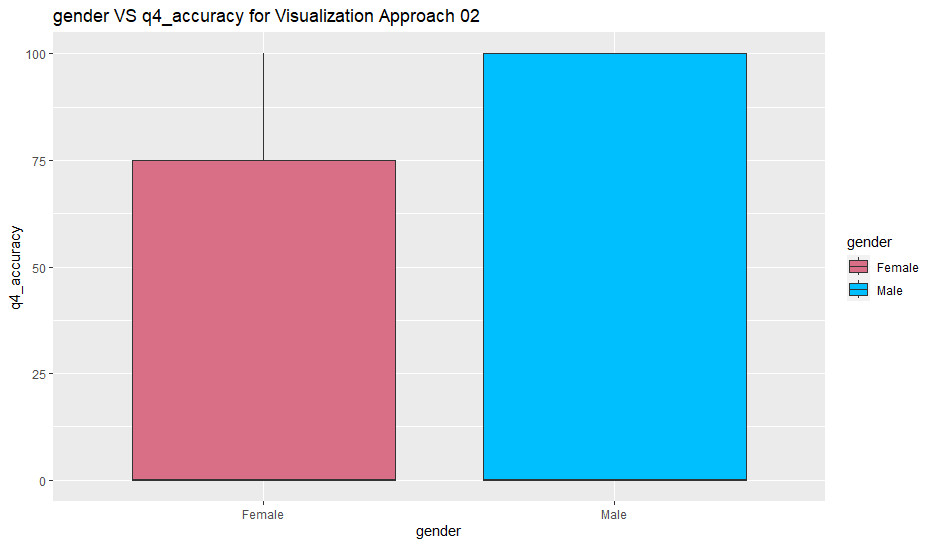 gender VS q4_accuracy for Visualization Approach 02
100
75
50
25
0
q4_accuracy
Female
Male
gender
gender
Female
Male